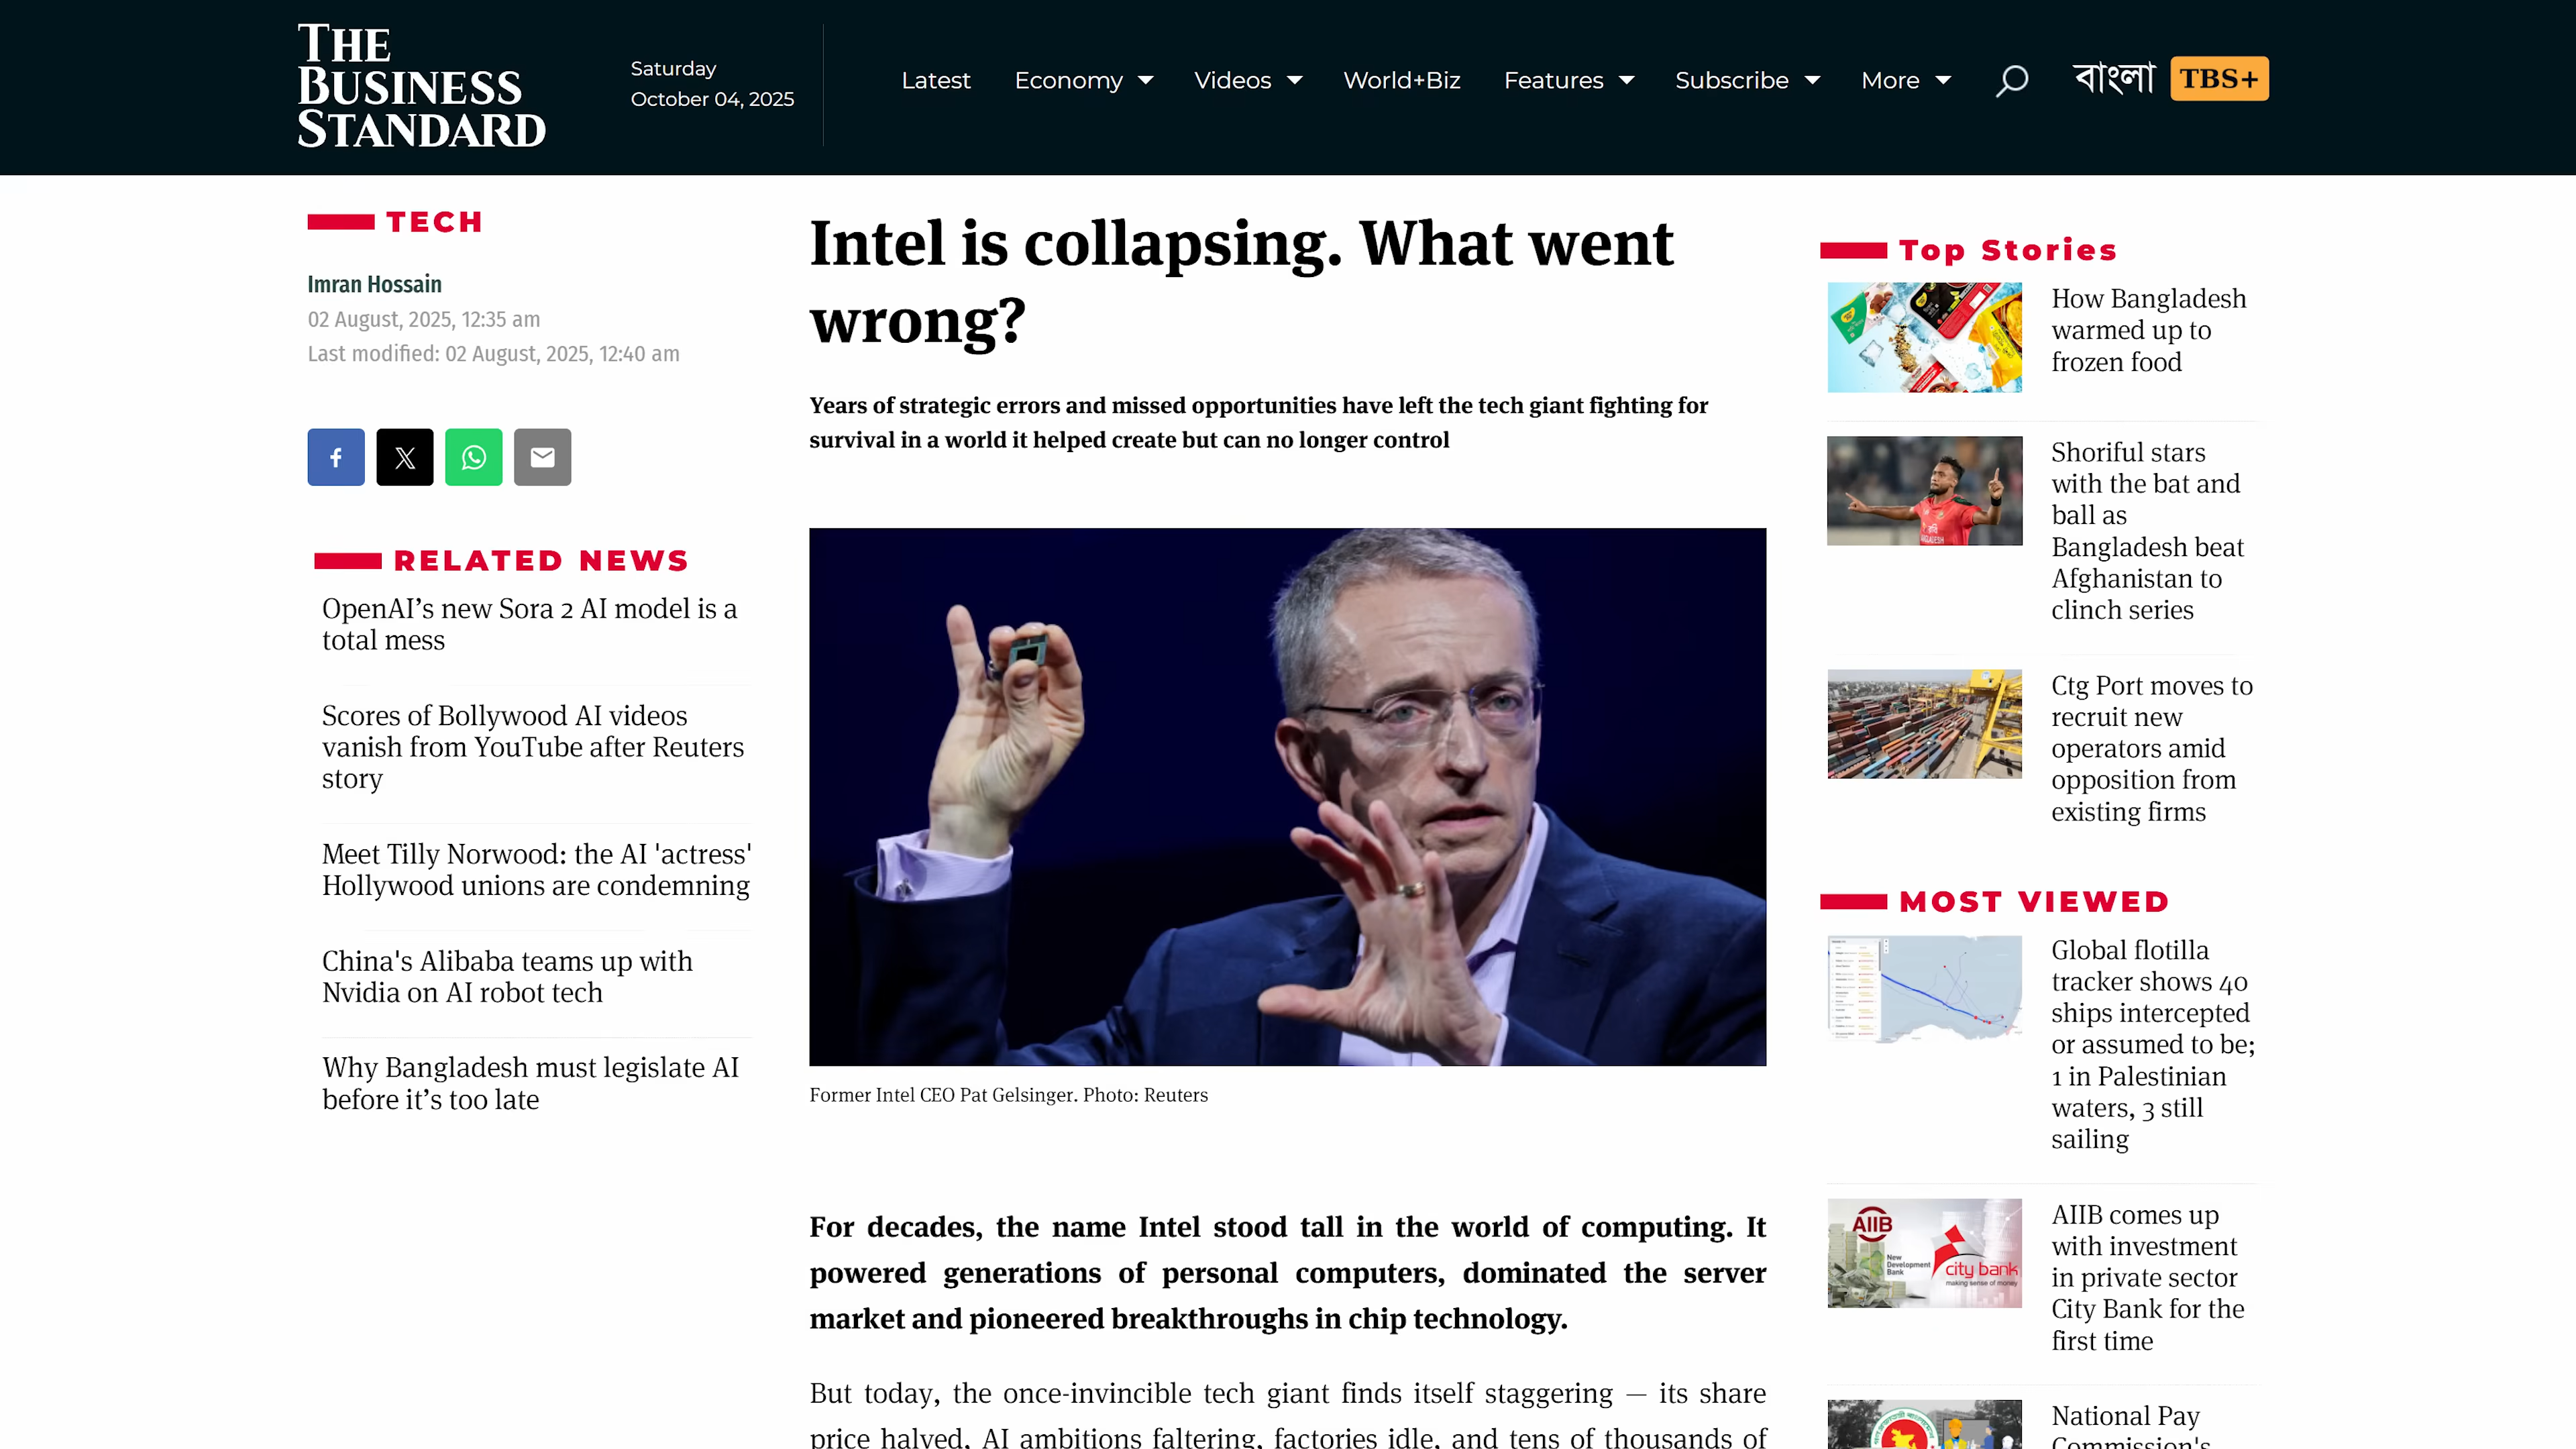 THE
BUSINESS
STANDARD
Saturday
October 04, 2025
Latest
Economy
Videos
World+Biz
Features
Subscribe
More
বাংলা
TBS+
TECH
Imran Hossain
02 August, 2025, 12:35 am
Last modified: 02 August, 2025, 12:40 am
RELATED NEWS
OpenAI’s new Sora 2 AI model is a
total mess
Scores of Bollywood AI videos
vanish from YouTube after Reuters
story
Meet Tilly Norwood: the AI 'actress'
Hollywood unions are condemning
China's Alibaba teams up with
Nvidia on AI robot tech
Why Bangladesh must legislate AI
before it’s too late
Intel is collapsing. What went
wrong?
Years of strategic errors and missed opportunities have left the tech giant fighting for
survival in a world it helped create but can no longer control
Former Intel CEO Pat Gelsinger. Photo: Reuters
For decades, the name Intel stood tall in the world of computing. It
powered generations of personal computers, dominated the server
market and pioneered breakthroughs in chip technology.
But today, the once-invincible tech giant finds itself staggering — its share
price halved, AI ambitions faltering, factories idle, and tens of thousands of
Top Stories
How Bangladesh
warmed up to
frozen food
Shoriful stars
with the bat and
ball as
Bangladesh beat
Afghanistan to
clinch series
Ctg Port moves to
recruit new
operators amid
opposition from
existing firms
MOST VIEWED
Global flotilla
tracker shows 40
ships intercepted
or assumed to be;
1 in Palestinian
waters, 3 still
sailing
AIIB
New
Development
Bank
city bank
making sense of money
AIIB comes up
with investment
in private sector
City Bank for the
first time
National Pay
Commission's